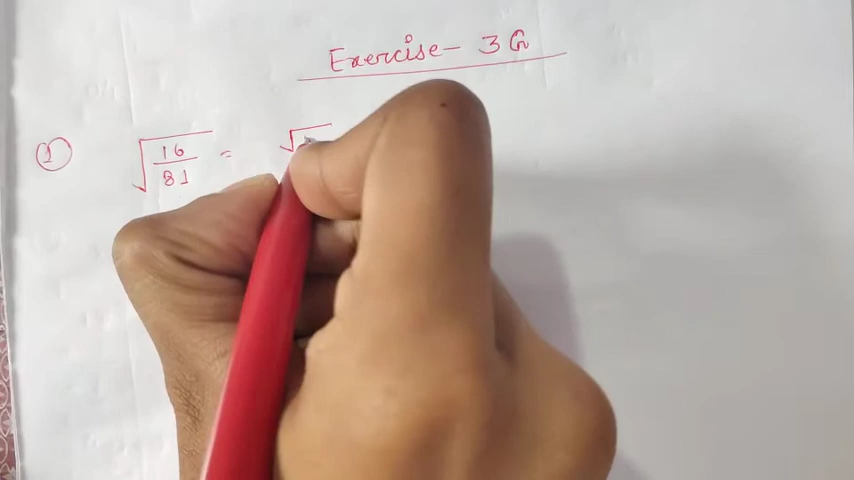 Exercise- 3G
① √(16/81) = √